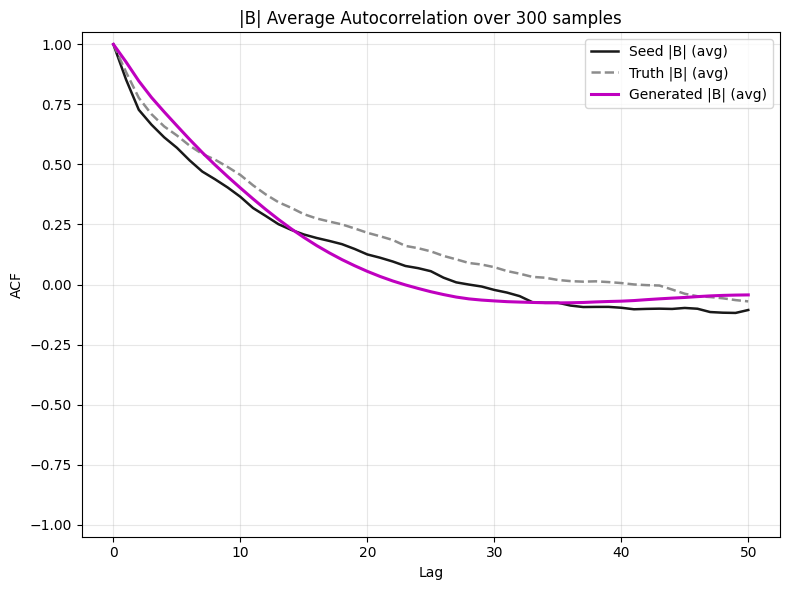 |B| Average Autocorrelation over 300 samples
Seed |B| (avg)
Truth |B| (avg)
Generated |B| (avg)
1.00
0.75
0.50
0.25
0.00
−0.25
−0.50
−0.75
−1.00
ACF
0 10 20 30 40 50
Lag